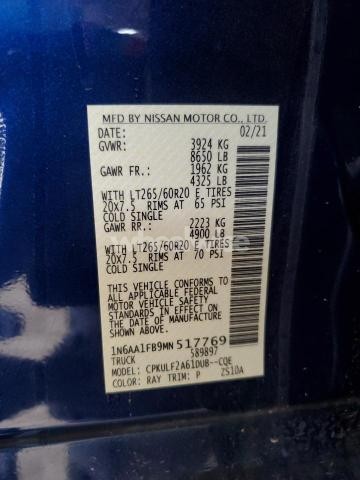 MFD BY NISSAN MOTOR CO., LTD.
DATE 02/21
GVWR: 3924 KG
8650 LB
GAWR FR.: 1962 KG
4325 LB
WITH LT265/60R20 E TIRES
20X7.5 RIMS AT 65 PSI
COLD SINGLE
GAWR RR.: 2223 KG
4900 LB
WITH LT265/60R20 E TIRES
20X7.5 RIMS AT 70 PSI
COLD SINGLE
THIS VEHICLE CONFORMS
TO ALL APPLICABLE FEDERAL
MOTOR VEHICLE SAFETY
STANDARDS IN EFFECT ON
THE DATE OF MANUFACTURE
SHOWN ABOVE.
1N6AA1FB9MN 517769
TRUCK 589897
MODEL: CPKULF2A61DUB--CQE
COLOR: RAY TRIM: P ZS10A